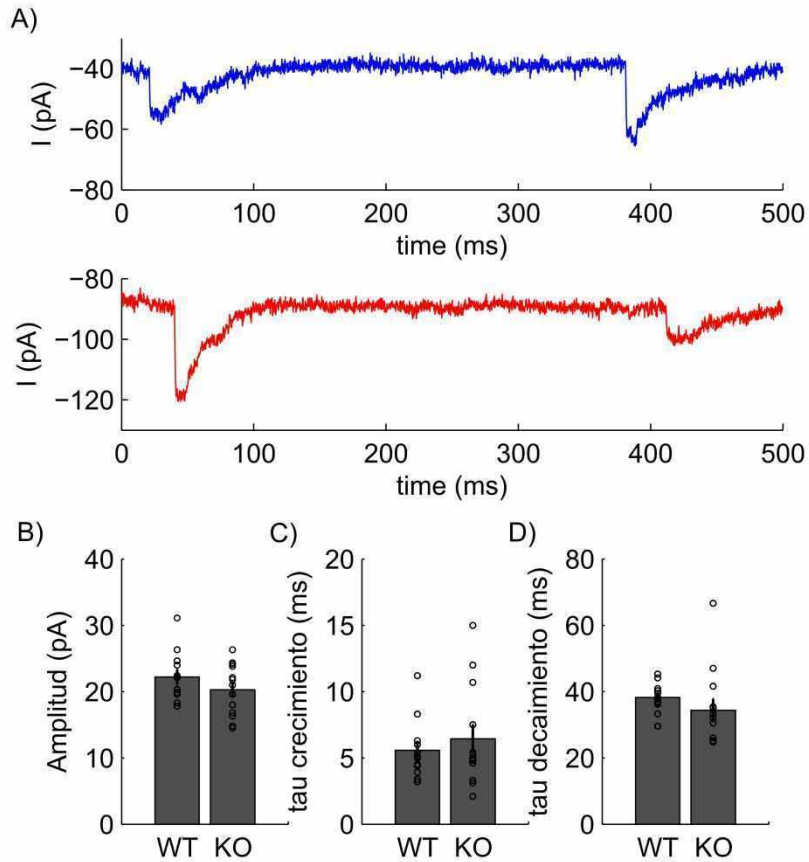 A)
I (pA)
−40
−60
−80
0 100 200 300 400 500
time (ms)
I (pA)
−80
−100
−120
0 100 200 300 400 500
time (ms)
B)
Amplitud (pA)
40
30
20
10
0
WT KO
C)
tau crecimiento (ms)
20
15
10
5
0
WT KO
D)
tau decaimiento (ms)
80
60
40
20
0
WT KO